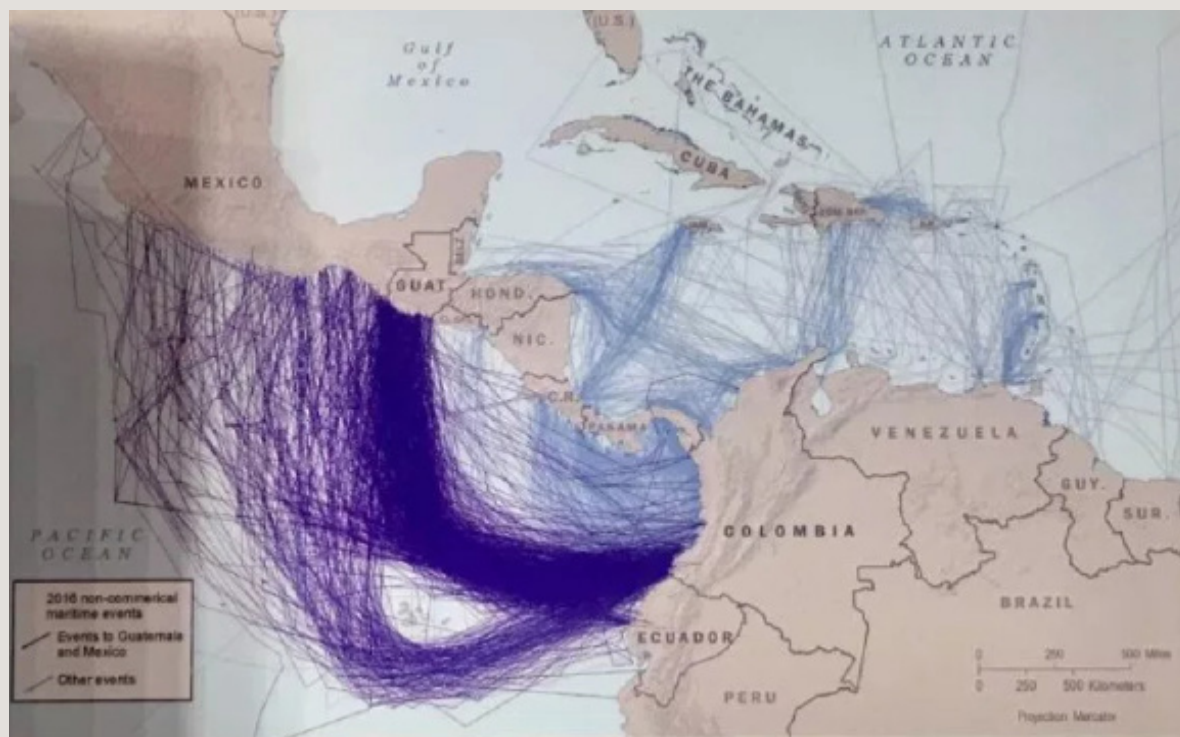 (U.S.)
(U.S.)
Gulf
of
Mexico
ATLANTIC
OCEAN
THE BAHAMAS
CUBA
MEXICO
GUAT.
HOND.
NIC.
C.R.
PANAMA
VENEZUELA
GUY.
SUR.
COLOMBIA
PACIFIC
OCEAN
BRAZIL
ECUADOR
PERU
2016 non-commerical
maritime events
Events to Guatemala
and Mexico
Other events
0 250 500 Miles
0 250 500 Kilometers
Projection: Mercator